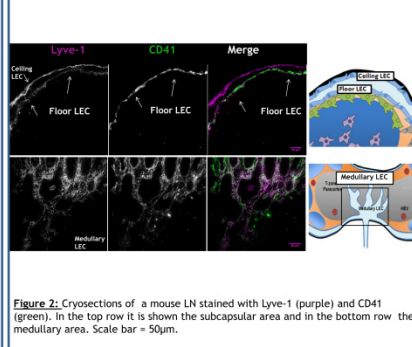 Lyve-1 CD41 Merge
Ceiling LEC
Floor LEC
Floor LEC
Floor LEC
Ceiling LEC
Floor LEC
Medullary LEC
Medullary LEC
Medullary LEC
Figure 2: Cryosections of a mouse LN stained with Lyve-1 (purple) and CD41
(green). In the top row it is shown the subcapsular area and in the bottom row the
medullary area. Scale bar = 50µm.